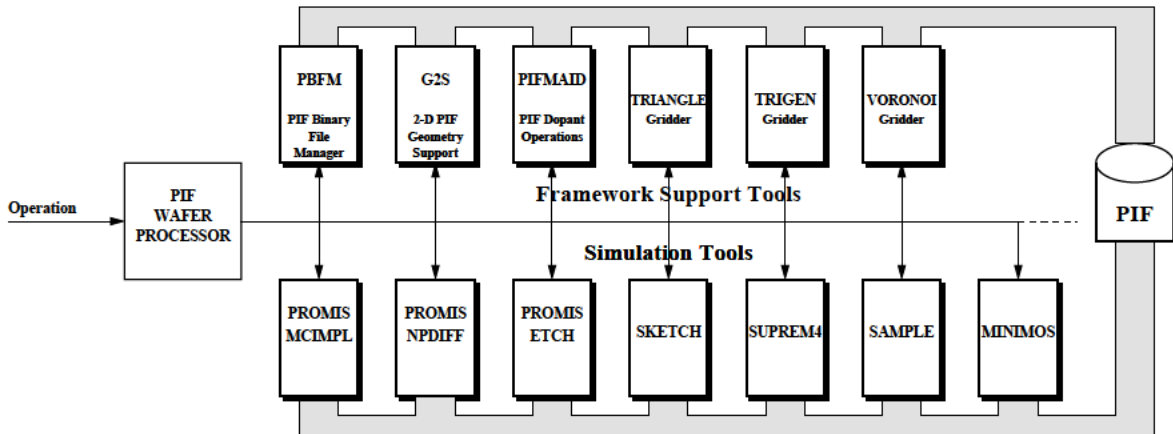 PBFM
PIF Binary
File
Manager
G2S
2-D PIF
Geometry
Support
PIFMAID
PIF Dopant
Operations
TRIANGLE
Gridder
TRIGEN
Gridder
VORONOI
Gridder
Framework Support Tools
Operation
PIF
WAFER
PROCESSOR
PIF
Simulation Tools
PROMIS
MCIMPL
PROMIS
NPDIFF
PROMIS
ETCH
SKETCH
SUPREM4
SAMPLE
MINIMOS